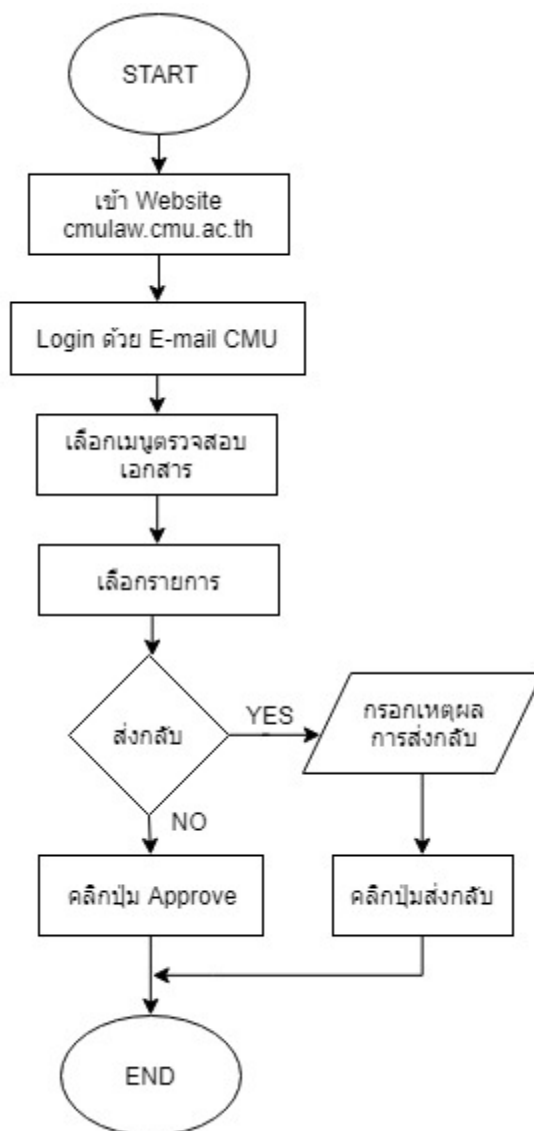 START
เข้า Website
cmulaw.cmu.ac.th
Login ด้วย E-mail CMU
เลือกเมนูตรวจสอบ
เอกสาร
เลือกรายการ
ส่งกลับ
YES
กรอกเหตุผล
การส่งกลับ
NO
คลิกปุ่ม Approve
คลิกปุ่มส่งกลับ
END